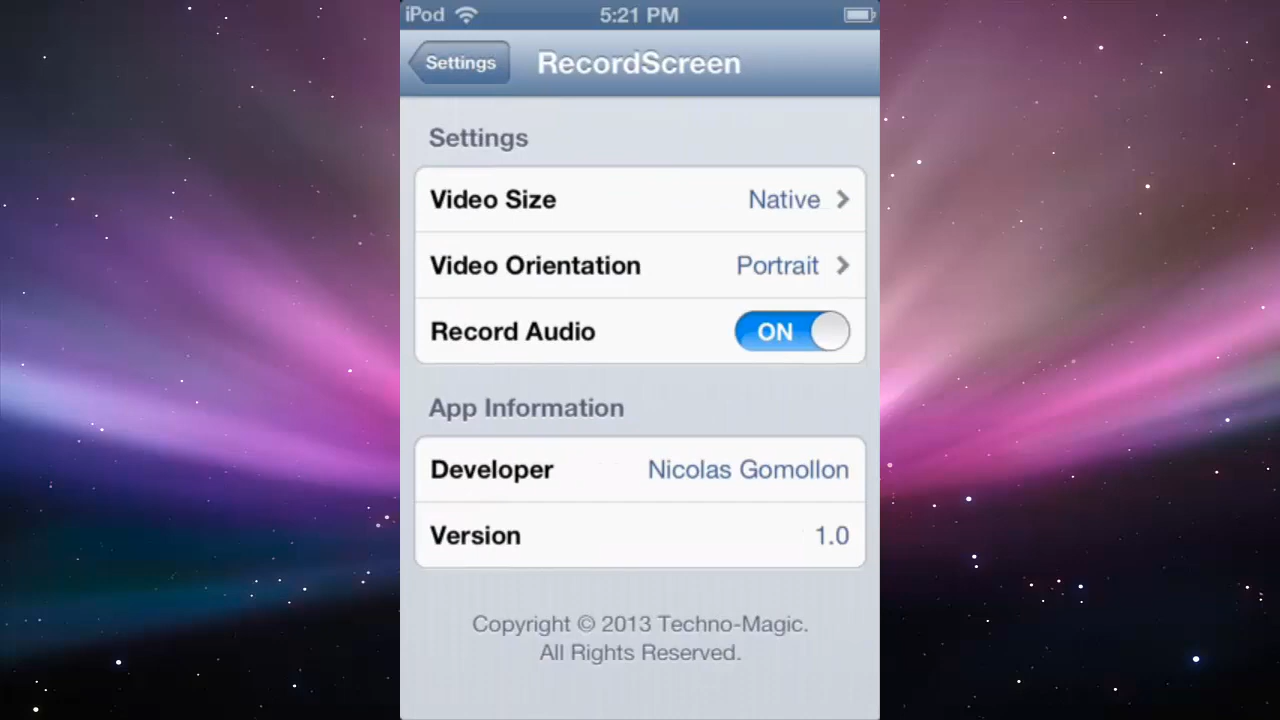 iPod 5:21 PM
Settings RecordScreen
Settings
Video Size Native
Video Orientation Portrait
Record Audio ON
App Information
Developer Nicolas Gomollon
Version 1.0
Copyright © 2013 Techno-Magic.
All Rights Reserved.